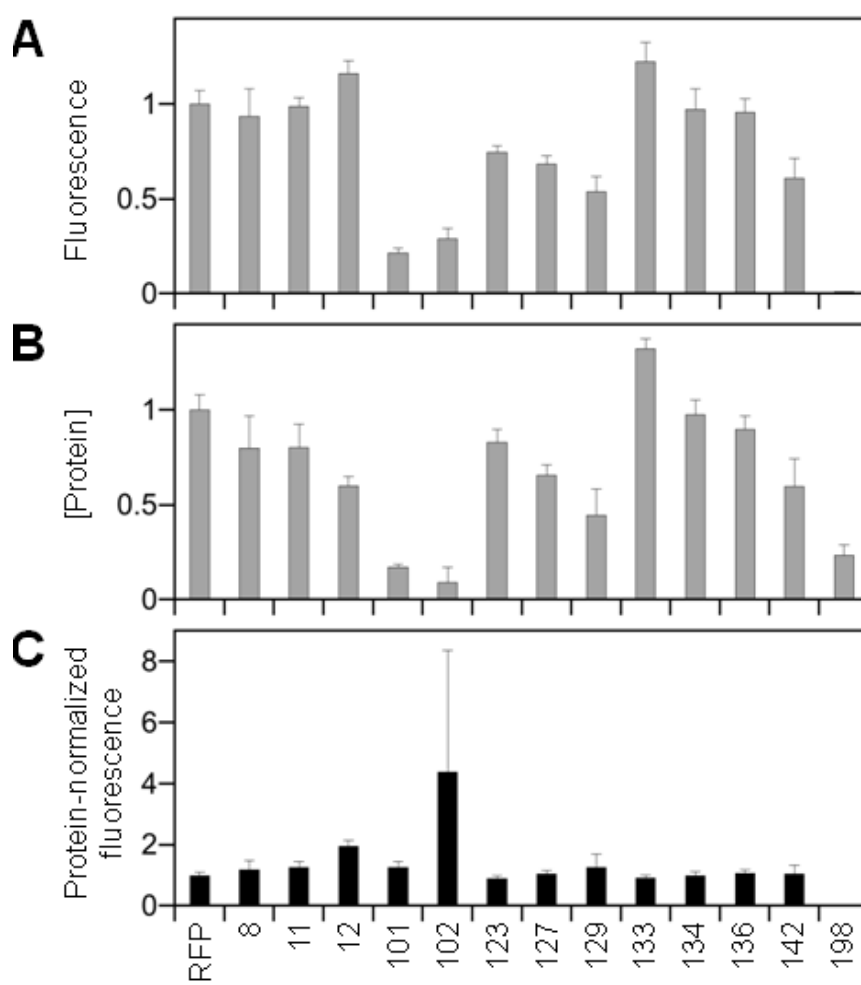 A
Fluorescence
1
0.5
0
B
[Protein]
1
0.5
0
C
Protein-normalized
fluorescence
8
6
4
2
0
RFP 8 11 12 101 102 123 127 129 133 134 136 142 198